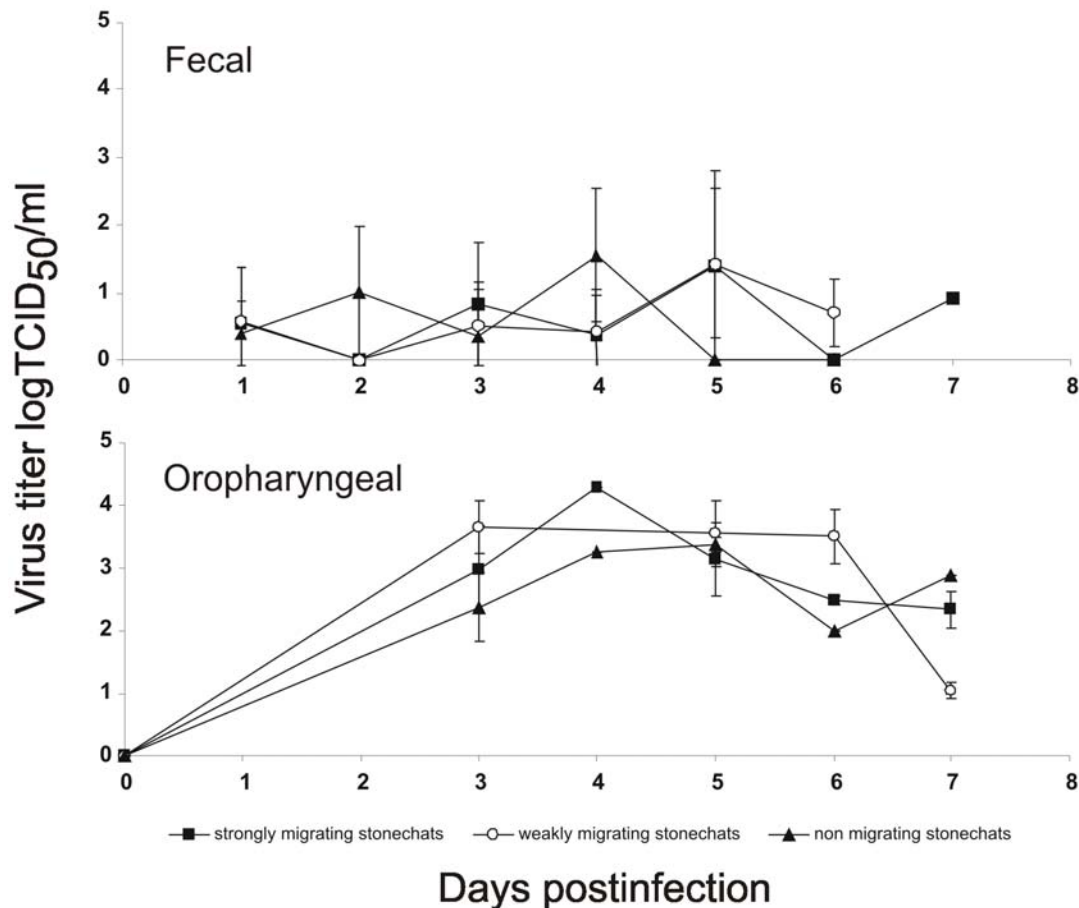 Virus titer logTCID50/ml
Fecal
5
4
3
2
1
0
0 1 2 3 4 5 6 7 8
Oropharyngeal
5
4
3
2
1
0
0 1 2 3 4 5 6 7 8
strongly migrating stonechats weakly migrating stonechats non migrating stonechats
Days postinfection